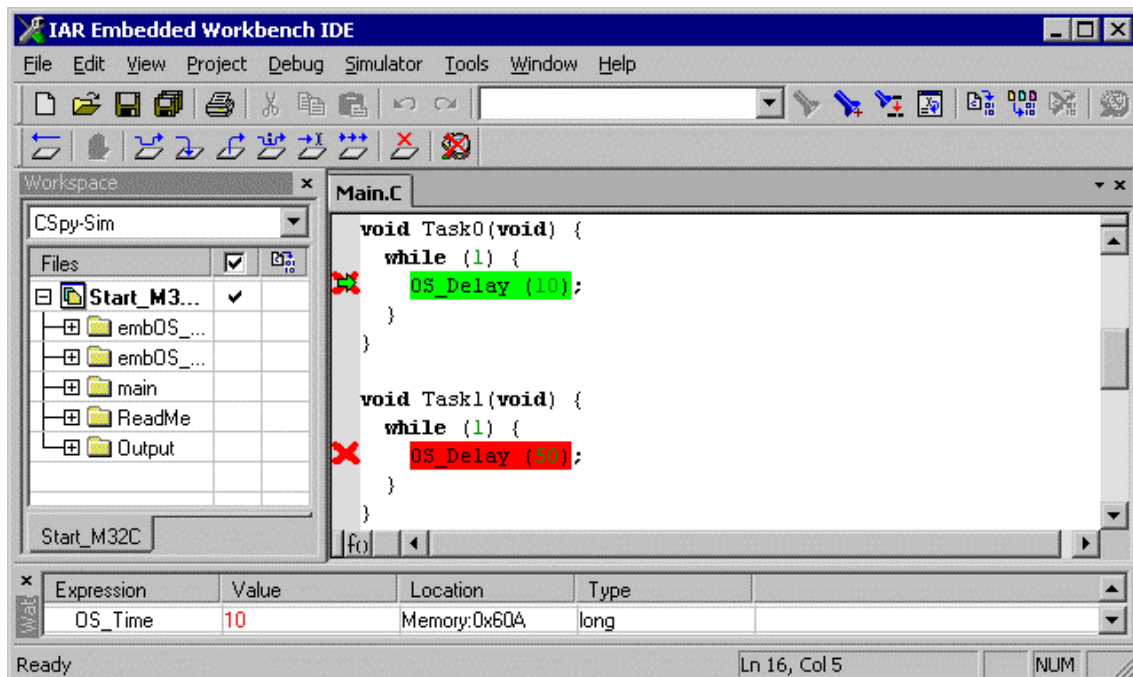 IAR Embedded Workbench IDE
File Edit View Project Debug Simulator Tools Window Help
Workspace
Main.C
CSpy-Sim
Files
Start_M3...
embOS_...
embOS_...
main
ReadMe
Output
Start_M32C
void Task0(void) {
while (1) {
OS_Delay (10);
}
}
void Task1(void) {
while (1) {
OS_Delay (50);
}
}
f()
Wat
Expression Value Location Type
OS_Time 10 Memory:0x60A long
Ready Ln 16, Col 5 NUM